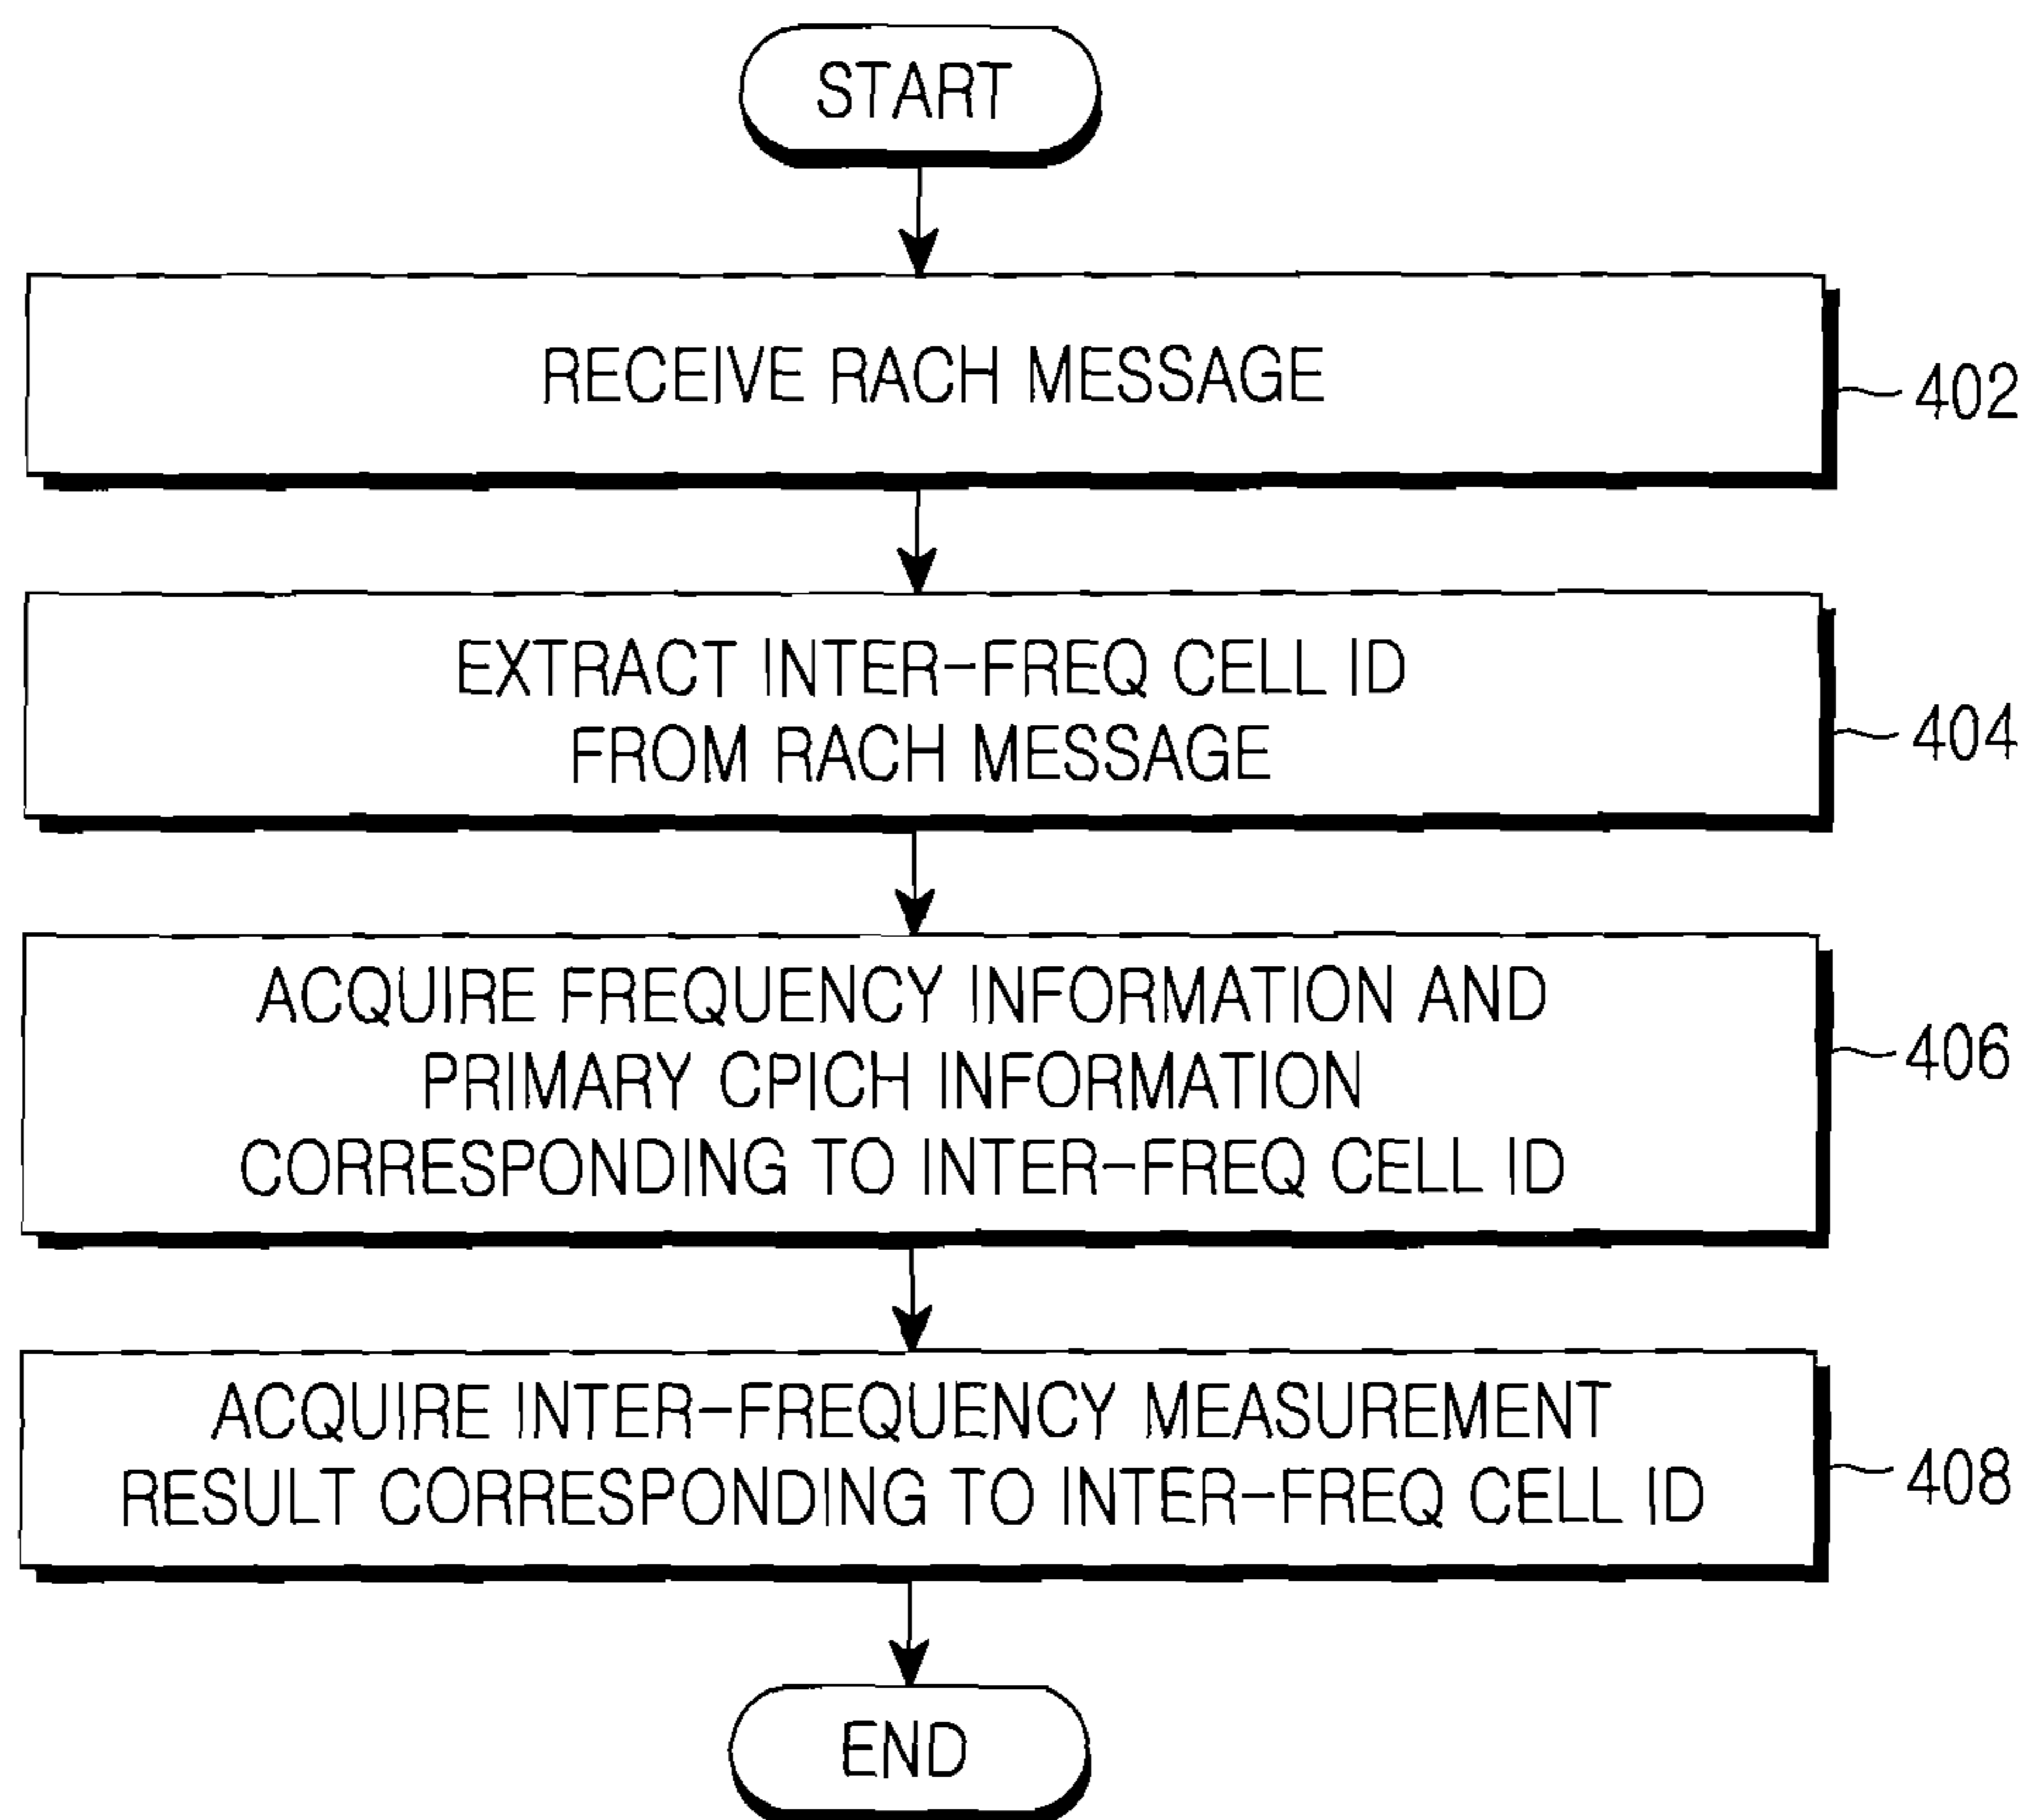 START
RECEIVE RACH MESSAGE
402
EXTRACT INTER-FREQ CELL ID
FROM RACH MESSAGE
404
ACQUIRE FREQUENCY INFORMATION AND
PRIMARY CPICH INFORMATION
CORRESPONDING TO INTER-FREQ CELL ID
406
ACQUIRE INTER-FREQUENCY MEASUREMENT
RESULT CORRESPONDING TO INTER-FREQ CELL ID
408
END